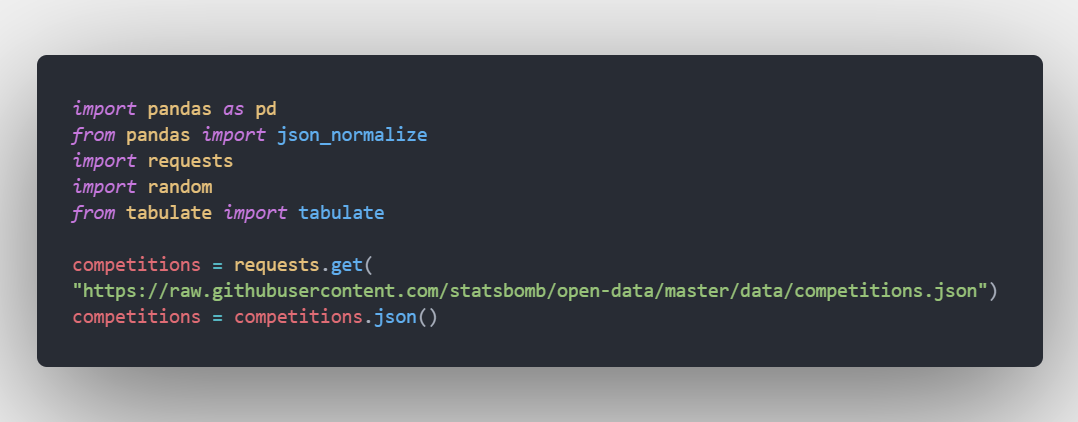 import pandas as pd
from pandas import json_normalize
import requests
import random
from tabulate import tabulate
competitions = requests.get(
"https://raw.githubusercontent.com/statsbomb/open-data/master/data/competitions.json")
competitions = competitions.json()